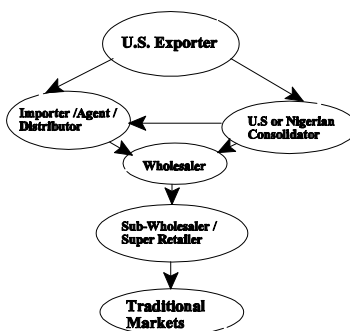 U.S. Exporter
Importer /Agent /
Distributor
U.S or Nigerian
Consolidator
Wholesaler
Sub-Wholesaler /
Super Retailer
Traditional
Markets